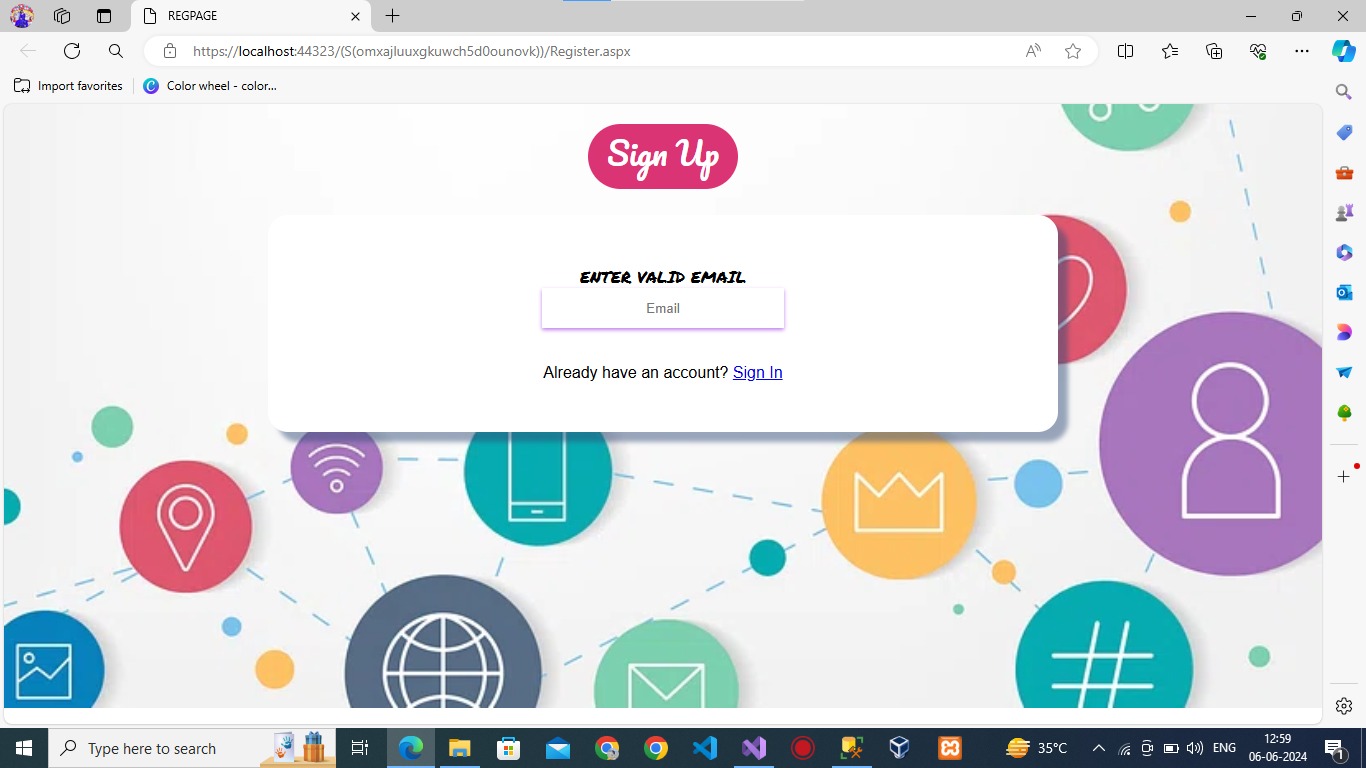 REGPAGE
https://localhost:44323/(S(omxajluuxgkuwch5d0ounovk))/Register.aspx
Import favorites
Color wheel - color...
Sign Up
ENTER VALID EMAIL
Email
Already have an account? Sign In
Type here to search
35°C
ENG
12:59
06-06-2024
1